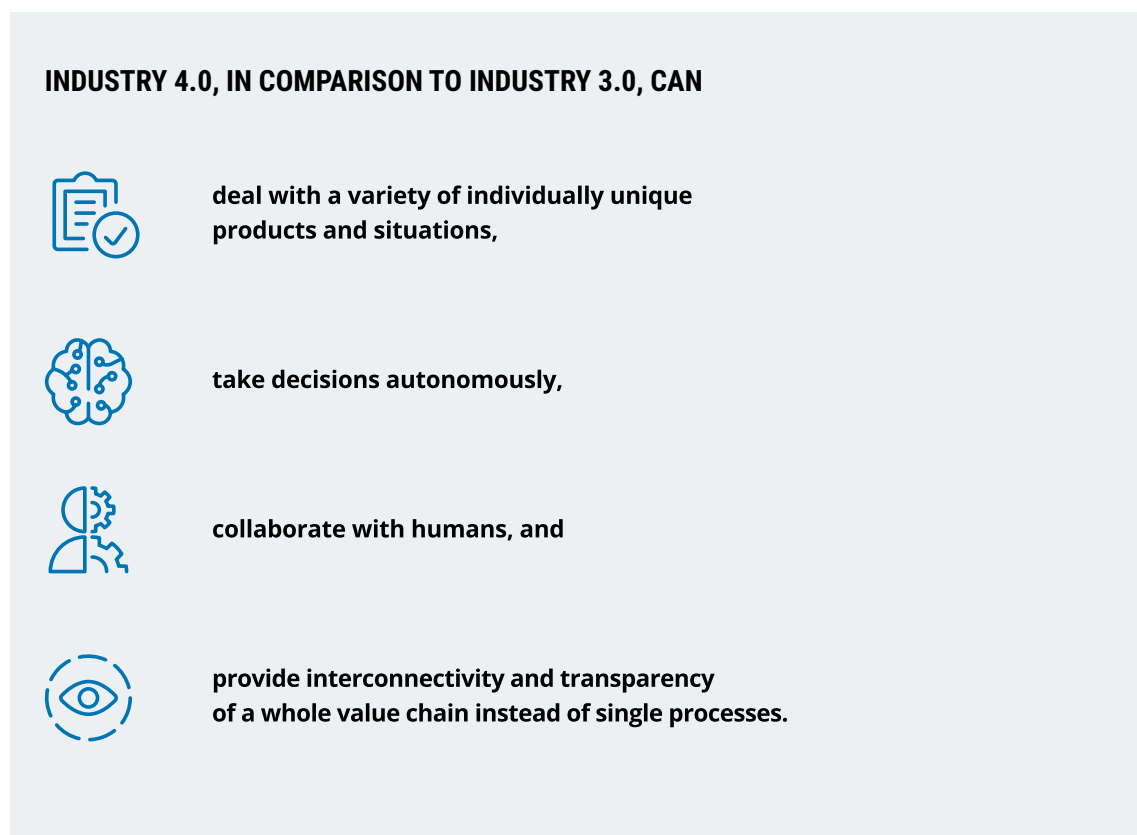 INDUSTRY 4.0, IN COMPARISON TO INDUSTRY 3.0, CAN
deal with a variety of individually unique
products and situations,
take decisions autonomously,
collaborate with humans, and
provide interconnectivity and transparency
of a whole value chain instead of single processes.